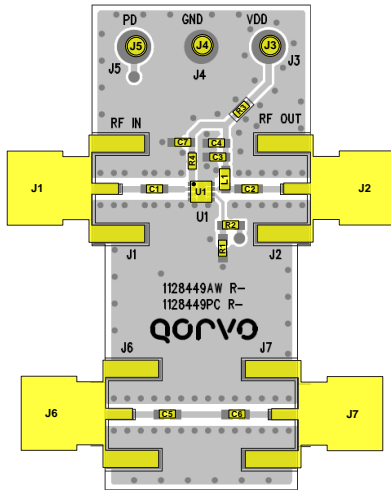 PD GND VDD
J5 J4 J3
J5 J4 J3
R3
RF IN RF OUT
C7 C4
R4 C3
J1 C1 U1 L1 C2 J2
U1 R2
J1 R1 J2
1128449AW R-
1128449PC R-
QORVO
J6 J7
J6 C5 C6 J7